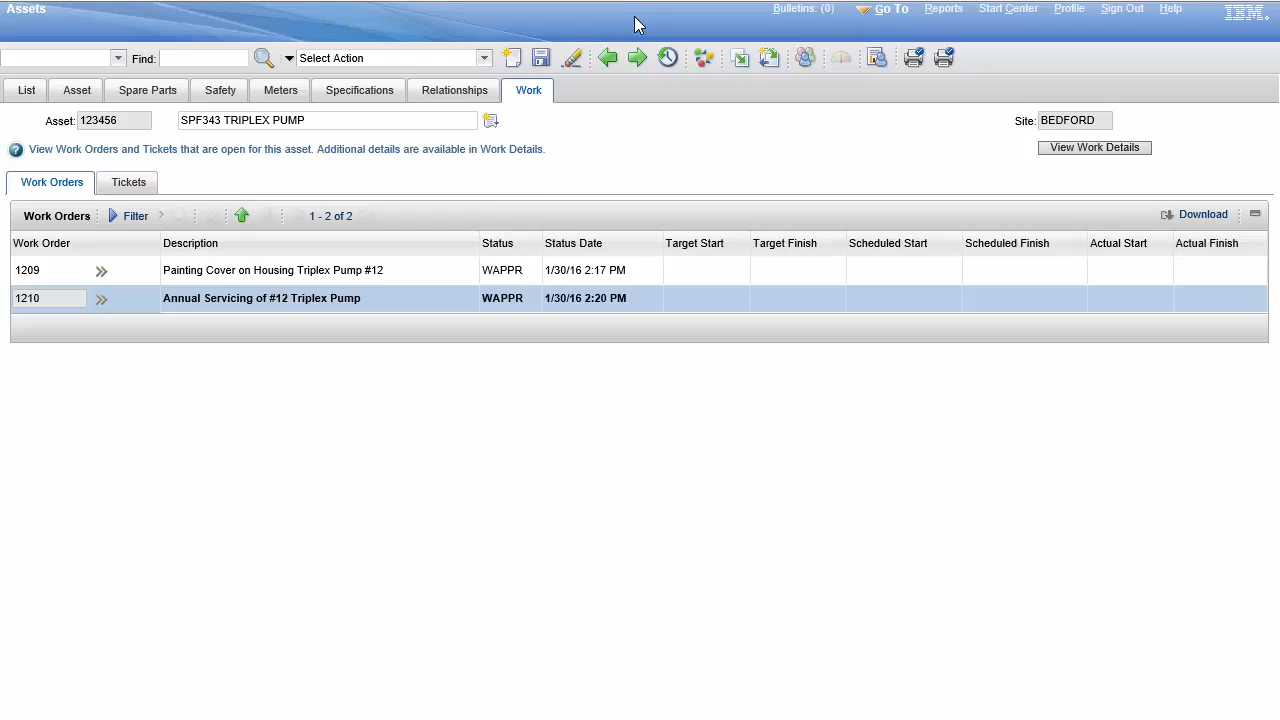 Assets Bulletins: (0) Go To Reports Start Center Profile Sign Out Help IBM.
Find: Select Action
List Asset Spare Parts Safety Meters Specifications Relationships Work
Asset: 123456 SPF343 TRIPLEX PUMP Site: BEDFORD
? View Work Orders and Tickets that are open for this asset. Additional details are available in Work Details. View Work Details
Work Orders Tickets
Work Orders Filter 1 - 2 of 2 Download
Work Order Description Status Status Date Target Start Target Finish Scheduled Start Scheduled Finish Actual Start Actual Finish
1209 Painting Cover on Housing Triplex Pump #12 WAPPR 1/30/16 2:17 PM
1210 Annual Servicing of #12 Triplex Pump WAPPR 1/30/16 2:20 PM